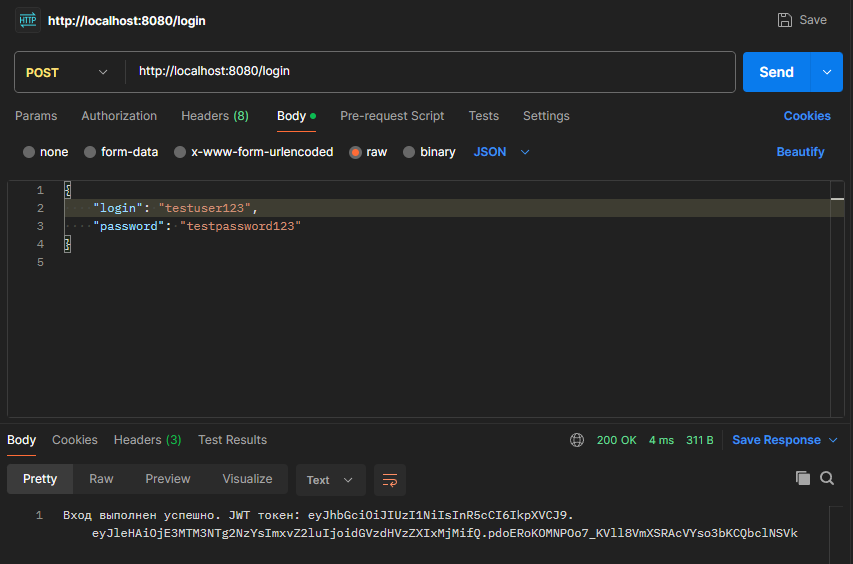 HTTP http://localhost:8080/login Save
POST http://localhost:8080/login Send
Params Authorization Headers (8) Body Pre-request Script Tests Settings Cookies
none form-data x-www-form-urlencoded raw binary JSON Beautify
1 {
2 "login": "testuser123",
3 "password": "testpassword123"
4 }
5
Body Cookies Headers (3) Test Results 200 OK 4 ms 311 B Save Response
Pretty Raw Preview Visualize Text
1 Вход выполнен успешно. JWT токен: eyJhbGciOiJIUzI1NiIsInR5cCI6IkpXVCJ9.
eyJleHAiOjE3MTM3NTg2NzYsImxvZ2luIjoidGVzdHVzZXIxMjMifQ.pdoERoKOMNPOo7_KVll8VmXSRAcVYso3bKCQbclNSVk